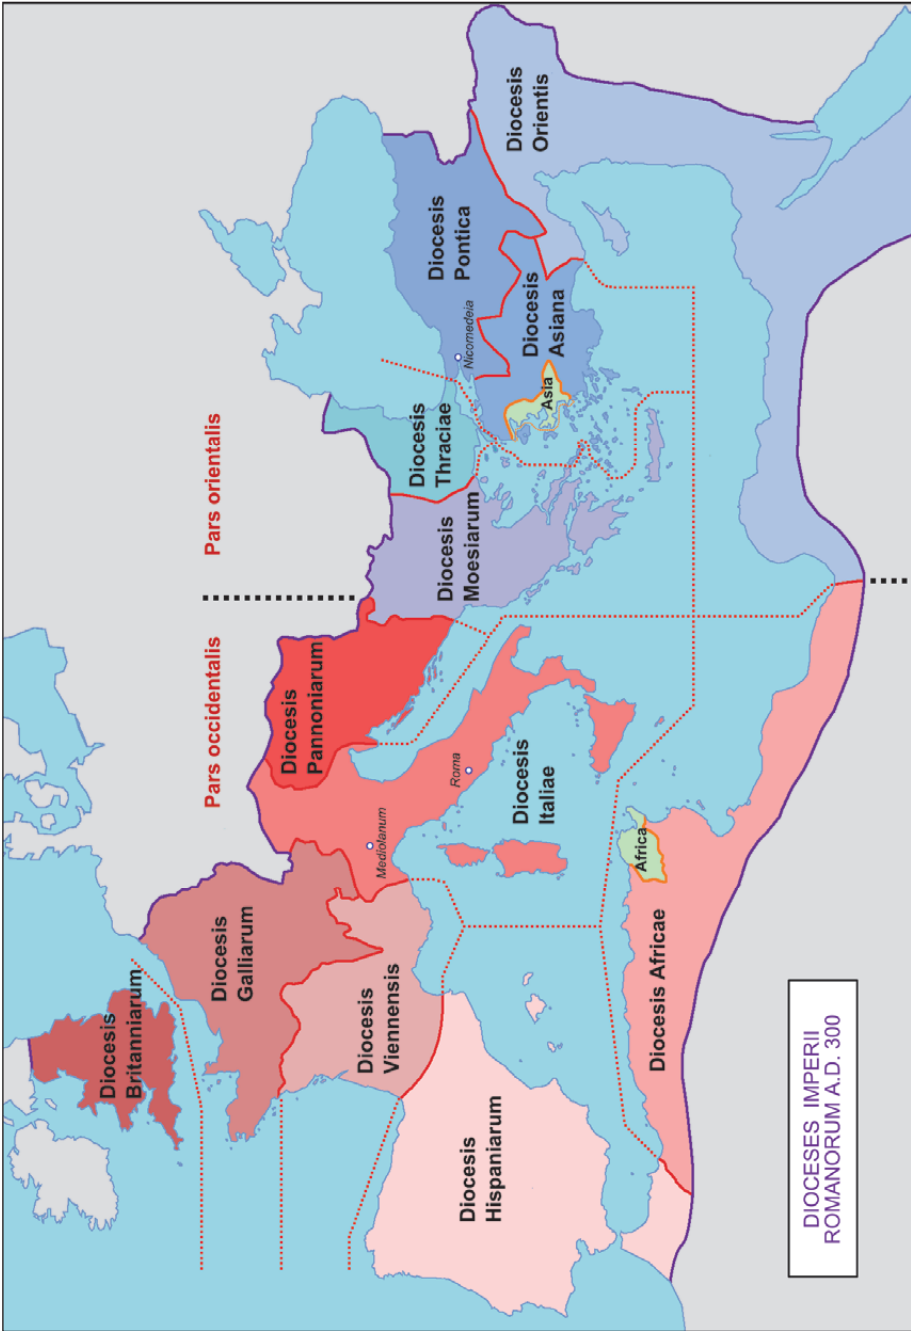 Pars occidentalis
Pars orientalis
Diocesis
Britanniarum
Diocesis
Galliarum
Diocesis
Viennensis
Diocesis
Hispaniarum
Diocesis
Pannoniarum
Mediolanum
Roma
Diocesis
Italiae
Africa
Diocesis Africae
Diocesis
Moesiarum
Diocesis
Thraciae
Diocesis
Pontica
Nicomedeia
Diocesis
Asiana
Asia
Diocesis
Orientis
DIOCESES IMPERII
ROMANORUM A.D. 300